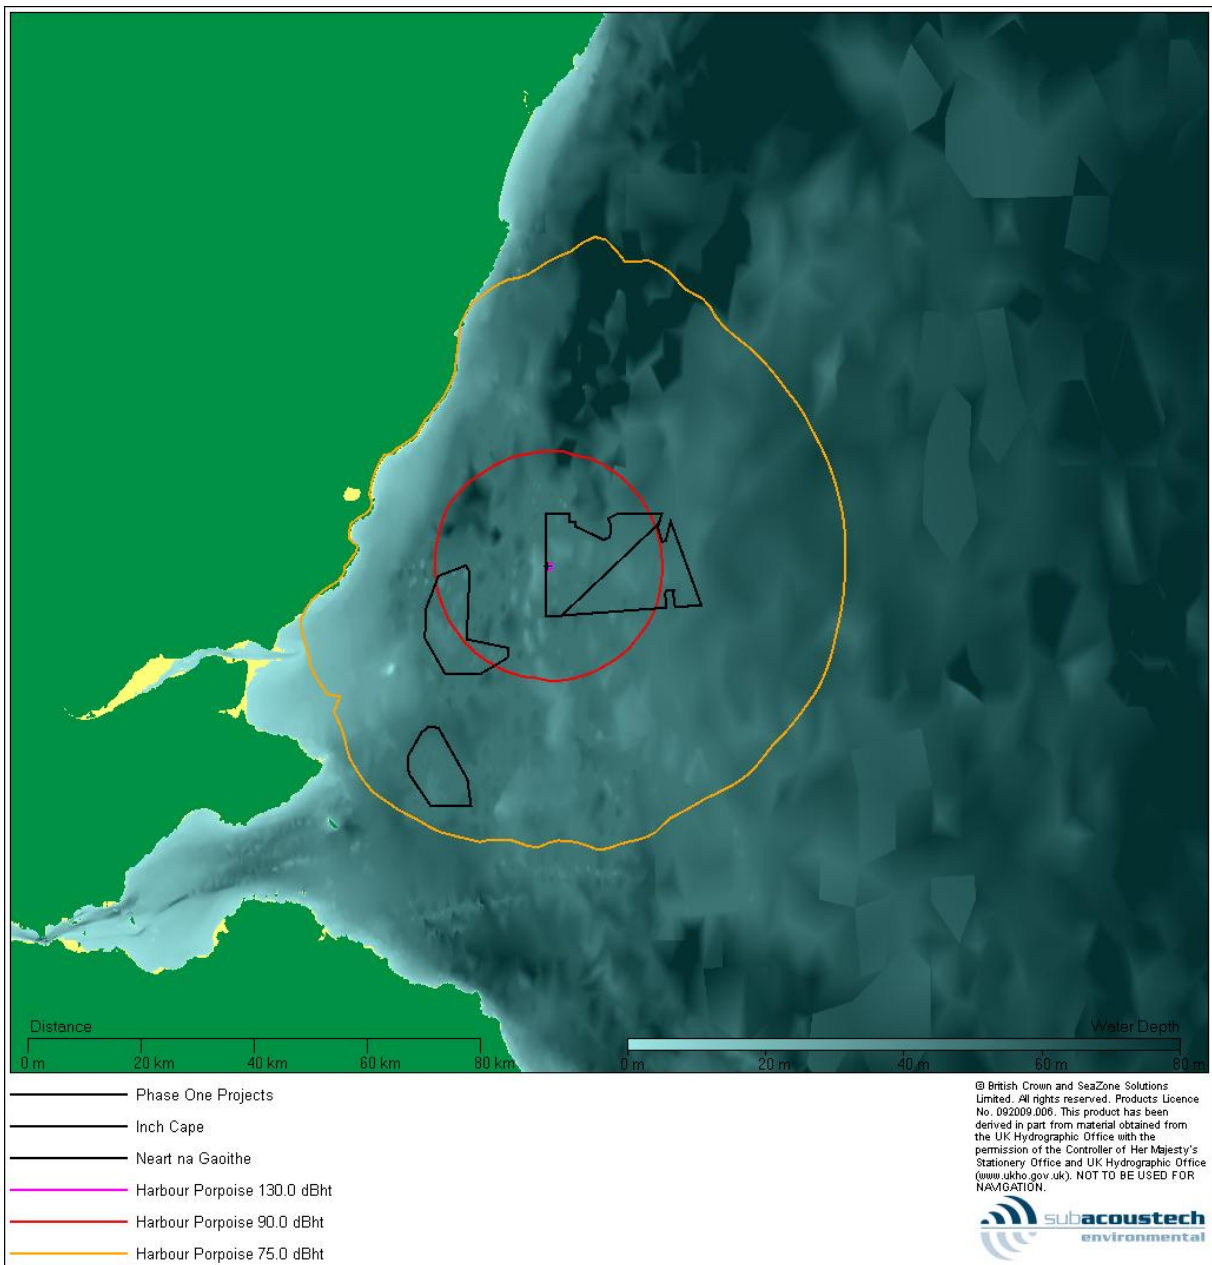 Distance
0 m 20 km 40 km 60 km 80 km
Water Depth
0 m 20 m 40 m 60 m 80 m
Phase One Projects
Inch Cape
Neart na Gaoithe
Harbour Porpoise 130.0 dBht
Harbour Porpoise 90.0 dBht
Harbour Porpoise 75.0 dBht
© British Crown and SeaZone Solutions
Limited. All rights reserved. Products Licence
No. 092009.006. This product has been
derived in part from material obtained from
the UK Hydrographic Office with the
permission of the Controller of Her Majesty's
Stationery Office and UK Hydrographic Office
(www.ukho.gov.uk). NOT TO BE USED FOR
NAVIGATION.
subacoustech
environmental